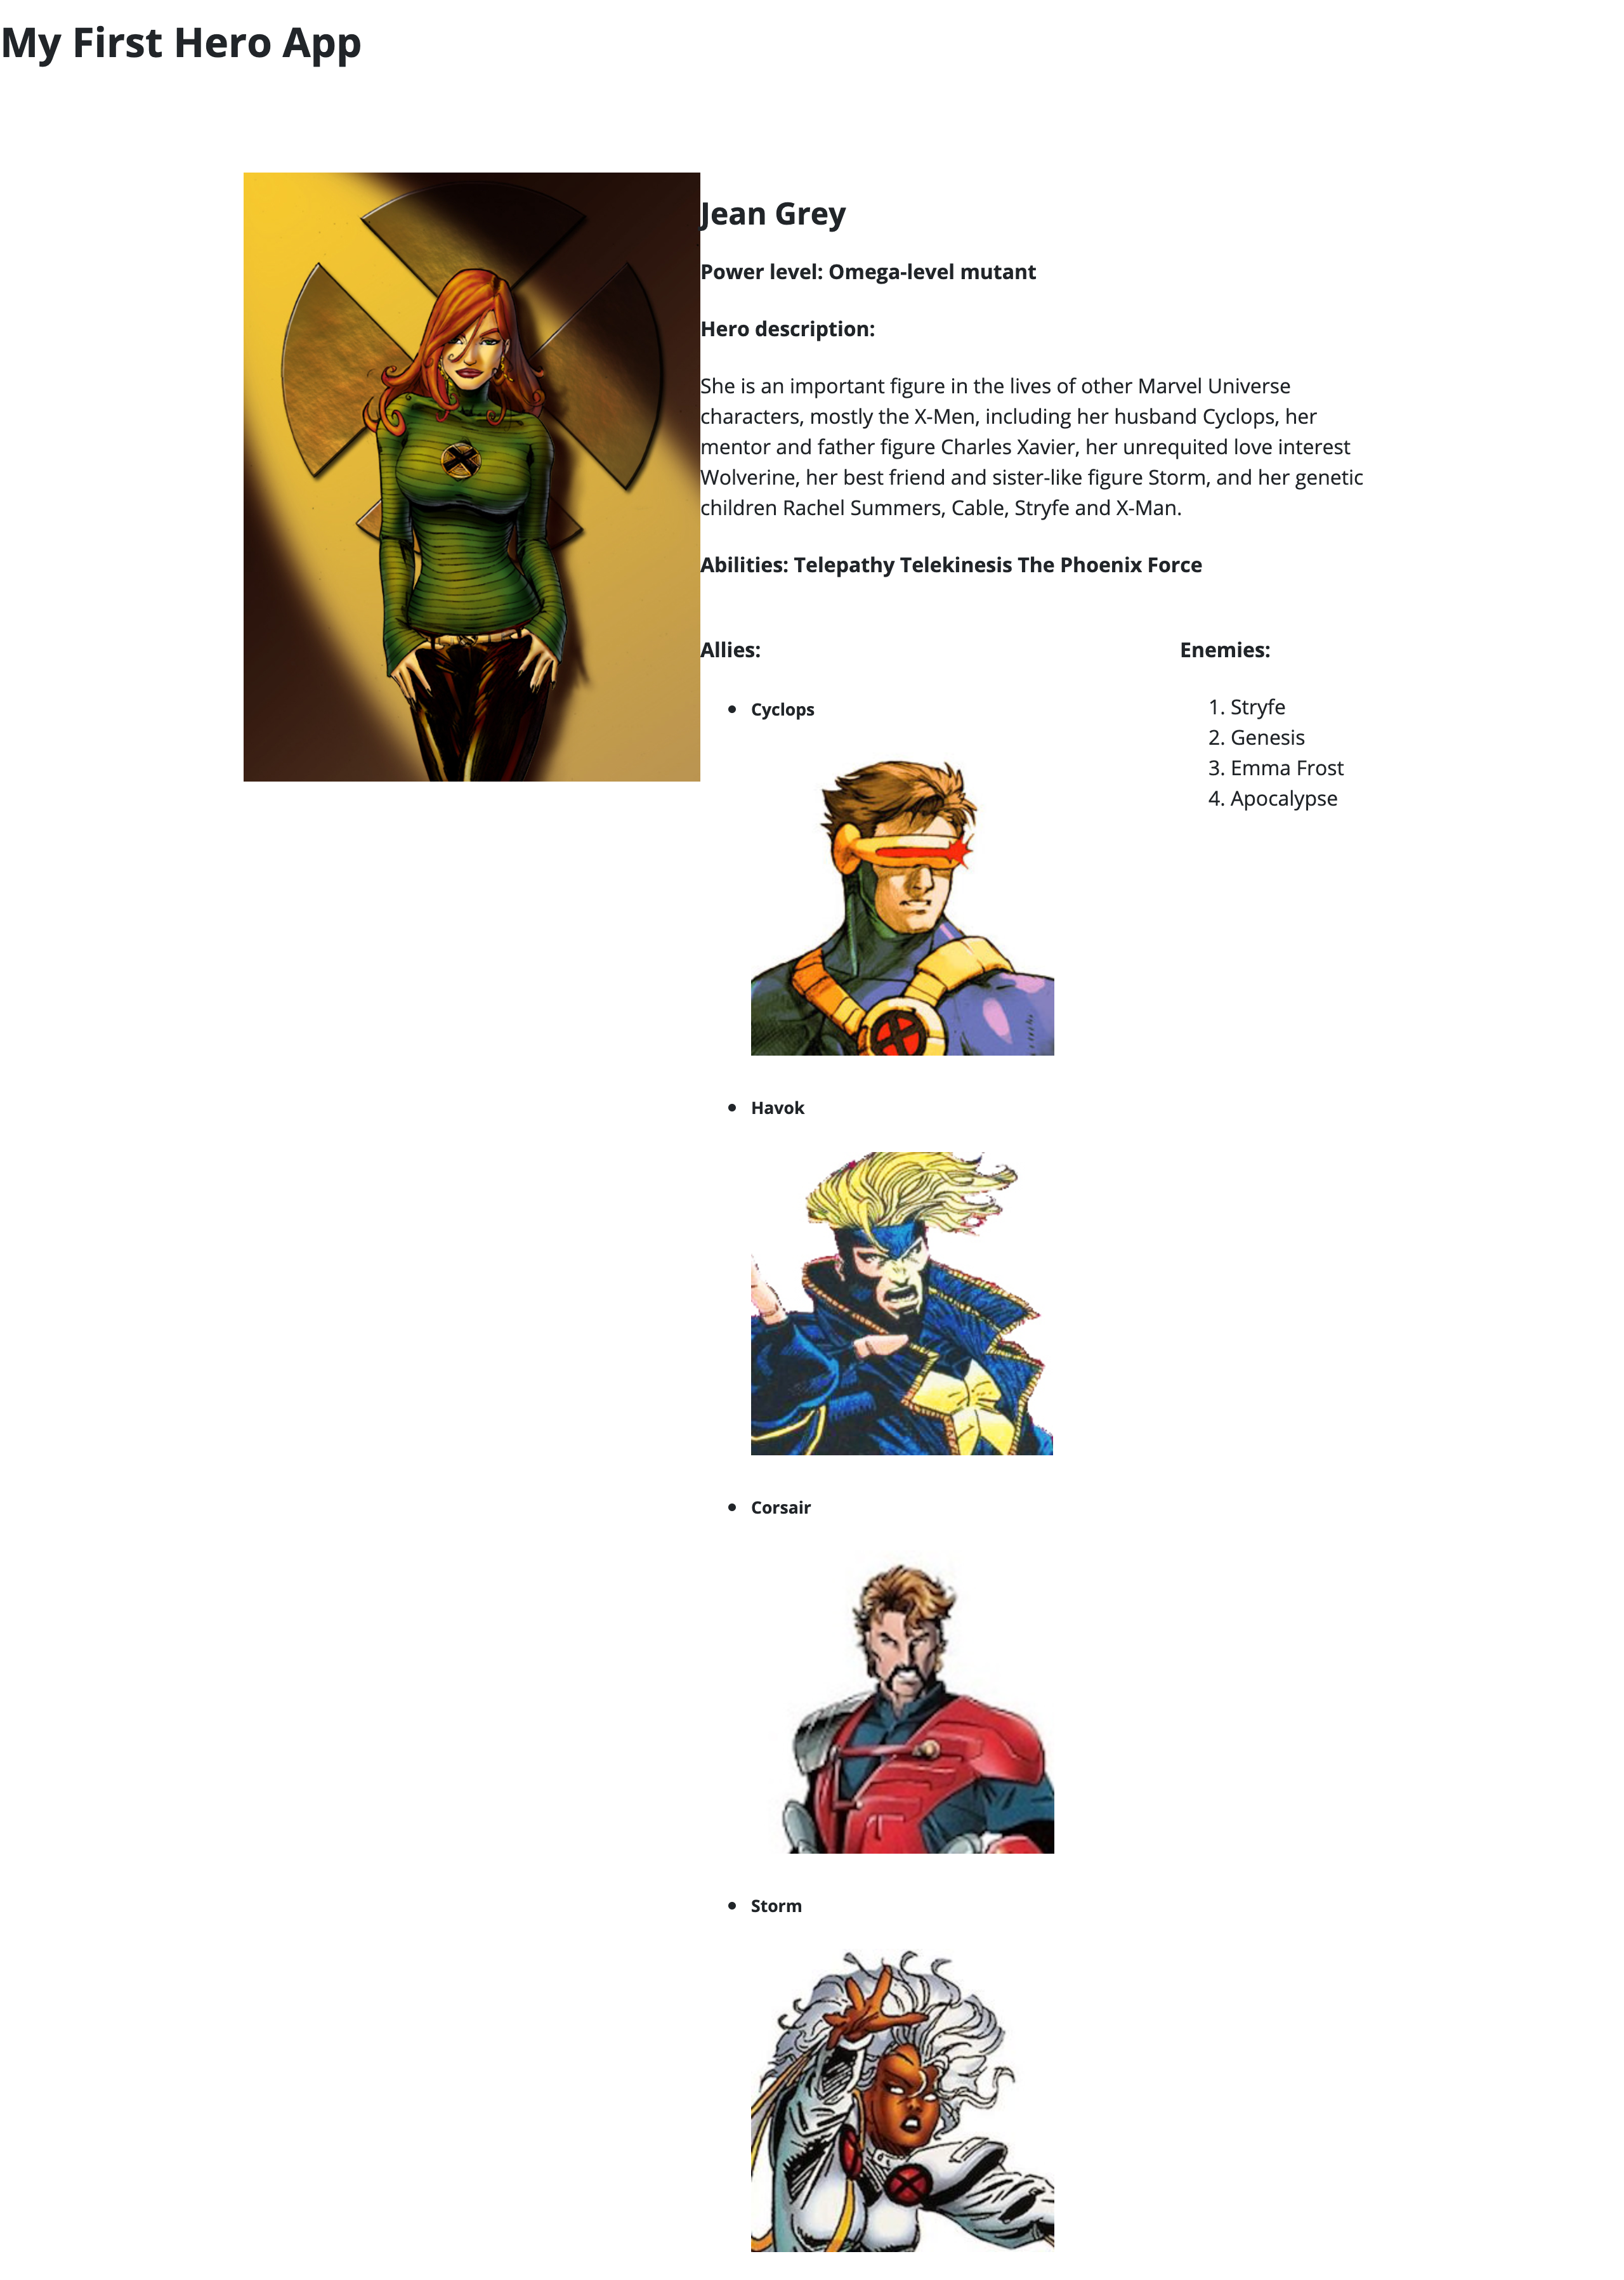 My First Hero App
Jean Grey
Power level: Omega-level mutant
Hero description:
She is an important figure in the lives of other Marvel Universe
characters, mostly the X-Men, including her husband Cyclops, her
mentor and father figure Charles Xavier, her unrequited love interest
Wolverine, her best friend and sister-like figure Storm, and her genetic
children Rachel Summers, Cable, Stryfe and X-Man.
Abilities: Telepathy Telekinesis The Phoenix Force
Allies:
• Cyclops
• Havok
• Corsair
• Storm
Enemies:
1. Stryfe
2. Genesis
3. Emma Frost
4. Apocalypse